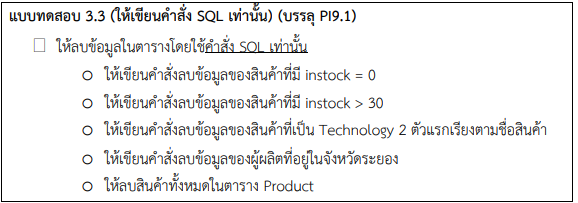 แบบทดสอบ 3.3 (ให้เขียนคำสั่ง SQL เท่านั้น) (บรรลุ PI9.1)
ให้ลบข้อมูลในตารางโดยใช้คำสั่ง SQL เท่านั้น
ให้เขียนคำสั่งลบข้อมูลของสินค้าที่มี instock = 0
ให้เขียนคำสั่งลบข้อมูลของสินค้าที่มี instock > 30
ให้เขียนคำสั่งลบข้อมูลของสินค้าที่เป็น Technology 2 ตัวแรกเรียงตามชื่อสินค้า
ให้เขียนคำสั่งลบข้อมูลของผู้ผลิตที่อยู่ในจังหวัดระยอง
ให้ลบสินค้าทั้งหมดในตาราง Product